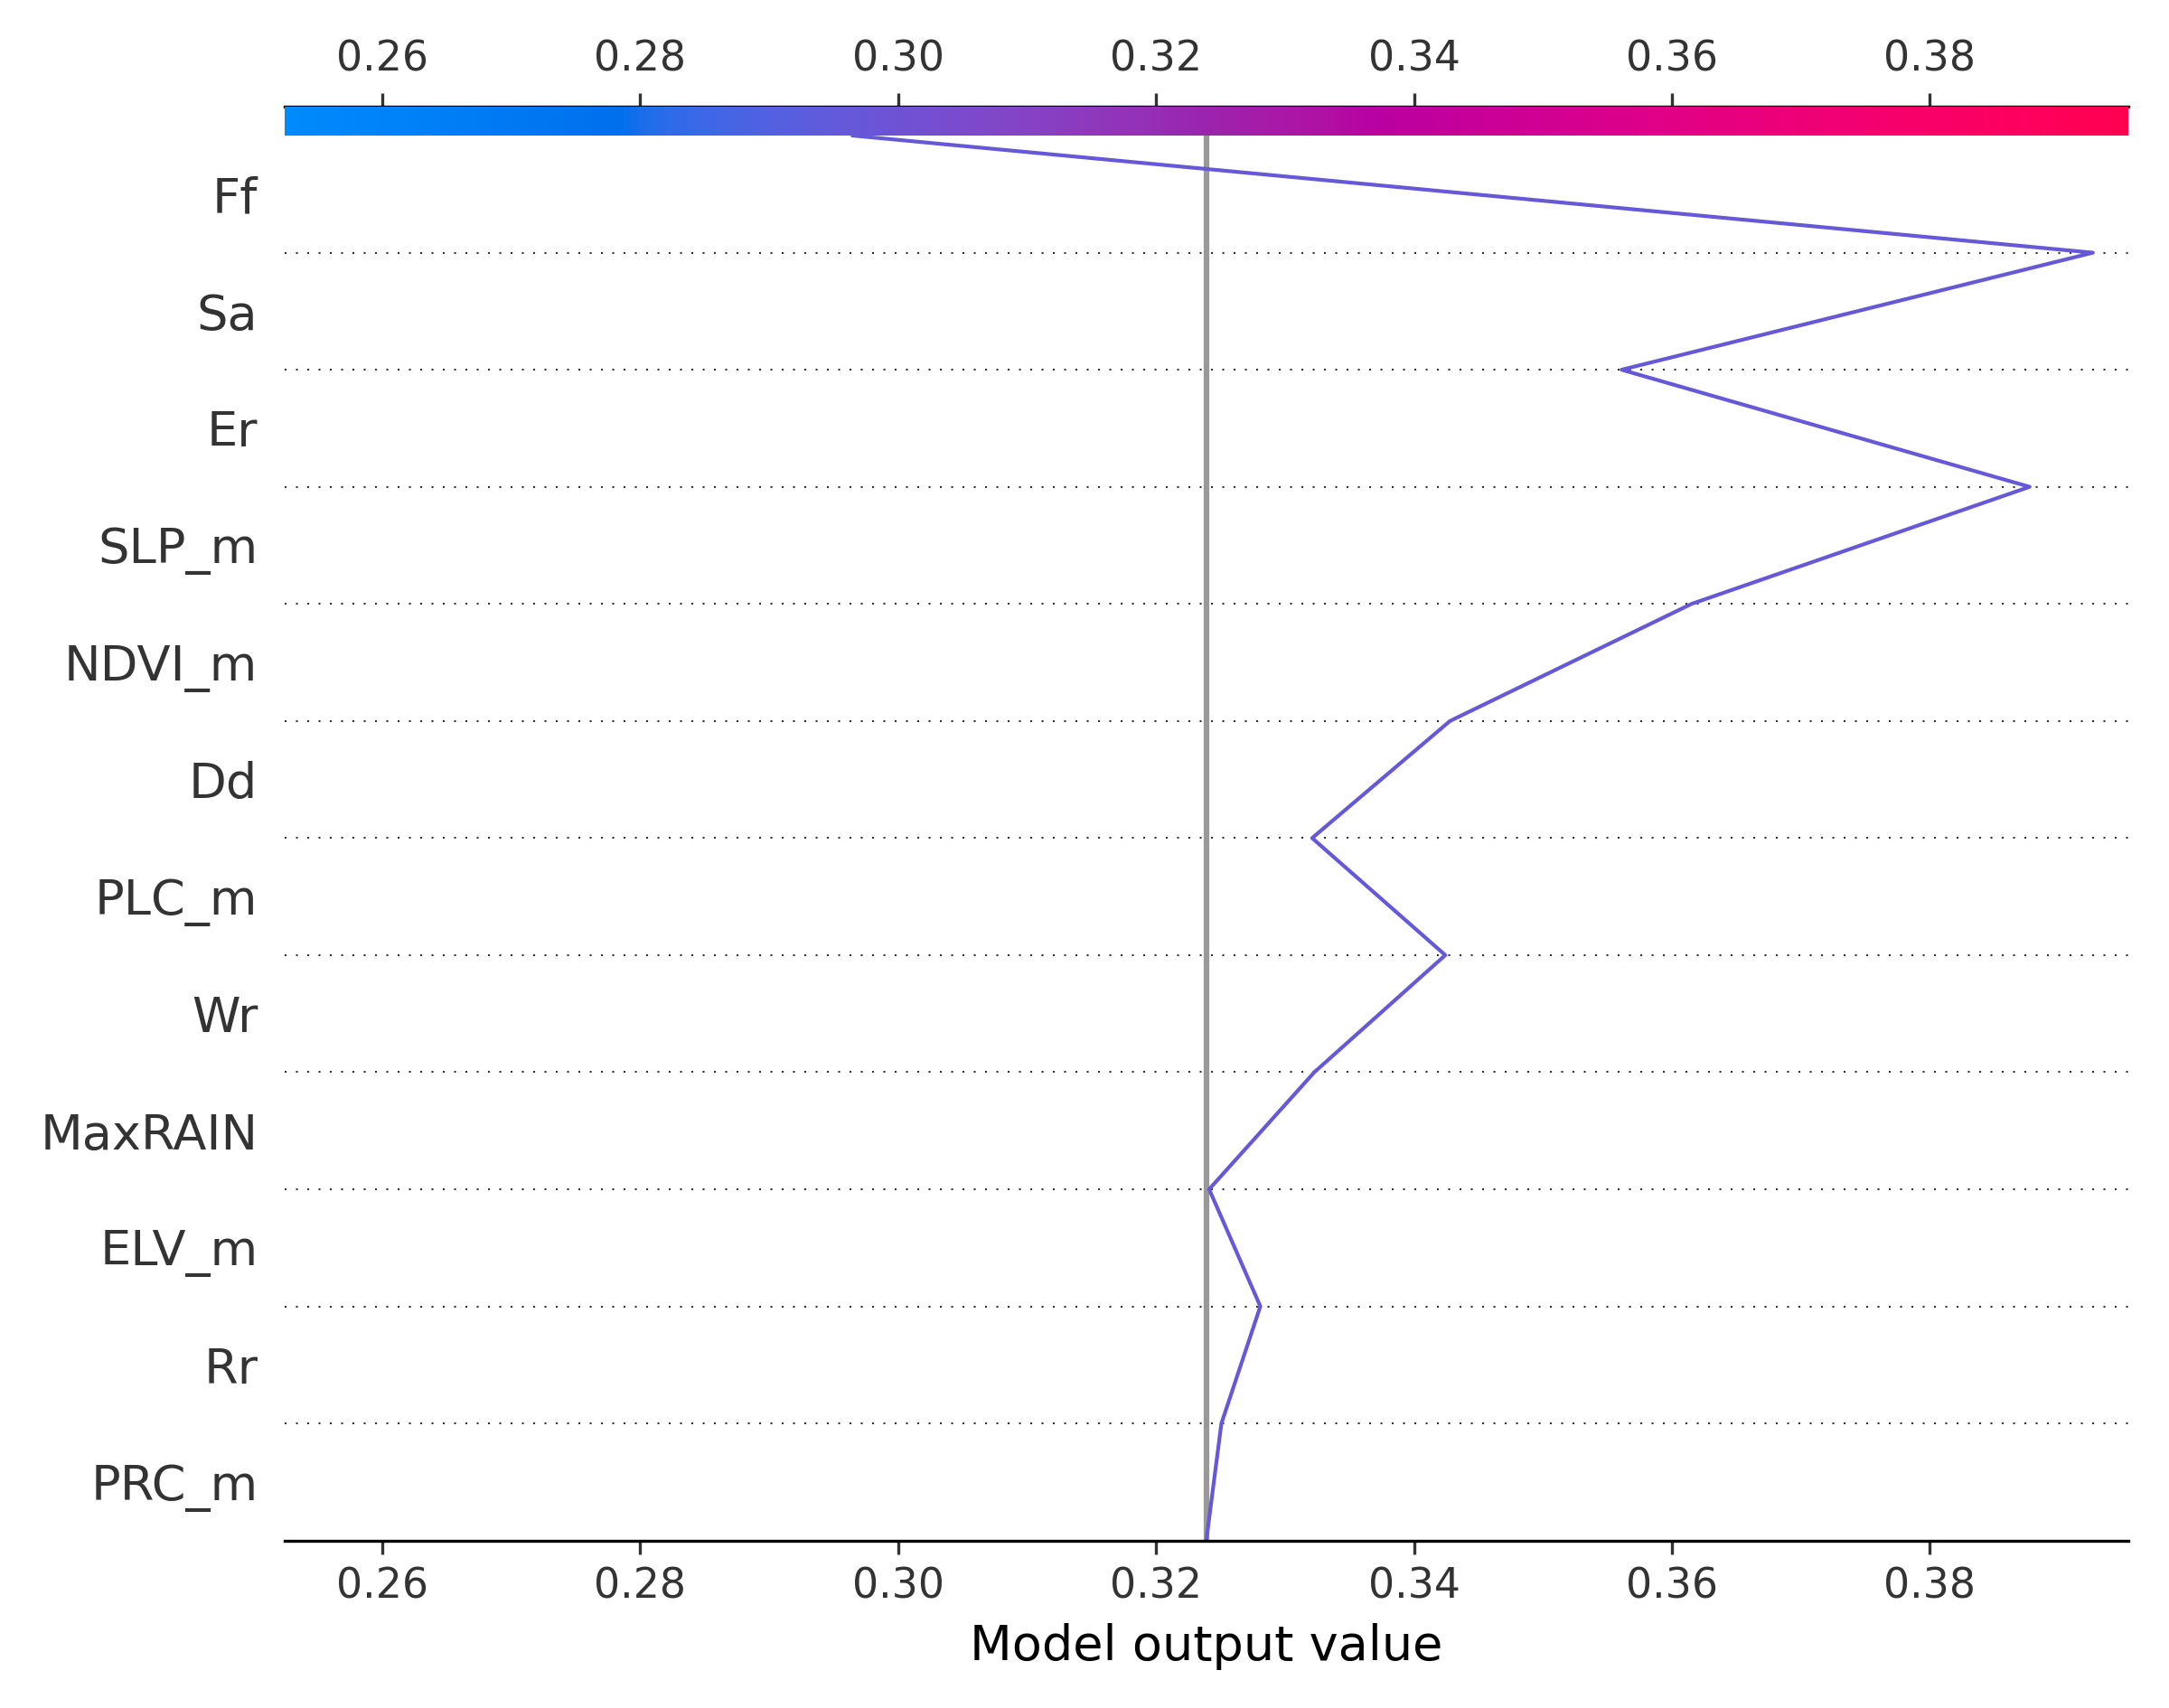 0.26 0.28 0.30 0.32 0.34 0.36 0.38
Ff
Sa
Er
SLP_m
NDVI_m
Dd
PLC_m
Wr
MaxRAIN
ELV_m
Rr
PRC_m
0.26 0.28 0.30 0.32 0.34 0.36 0.38
Model output value